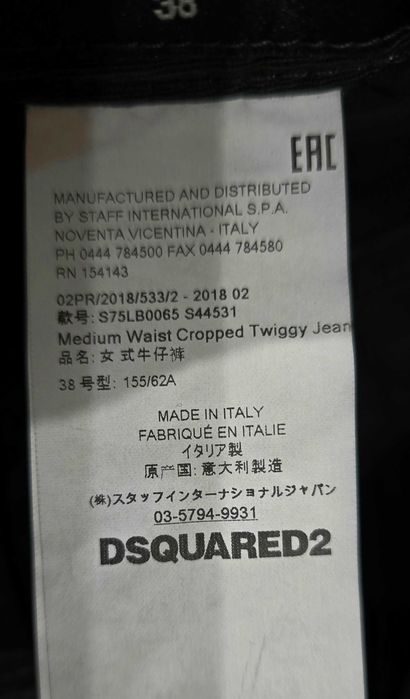 38
EAC
MANUFACTURED AND DISTRIBUTED
BY STAFF INTERNATIONAL S.P.A.
NOVENTA VICENTINA - ITALY
PH 0444 784500 FAX 0444 784580
RN 154143
02PR/2018/533/2 - 2018 02
款号: S75LB0065 S44531
Medium Waist Cropped Twiggy Jean
品名: 女 式牛仔裤
38 号型: 155/62A
MADE IN ITALY
FABRIQUÉ EN ITALIE
イタリア製
原产国: 意大利製造
(株)スタッフインターナショナルジャパン
03-5794-9931
DSQUARED2